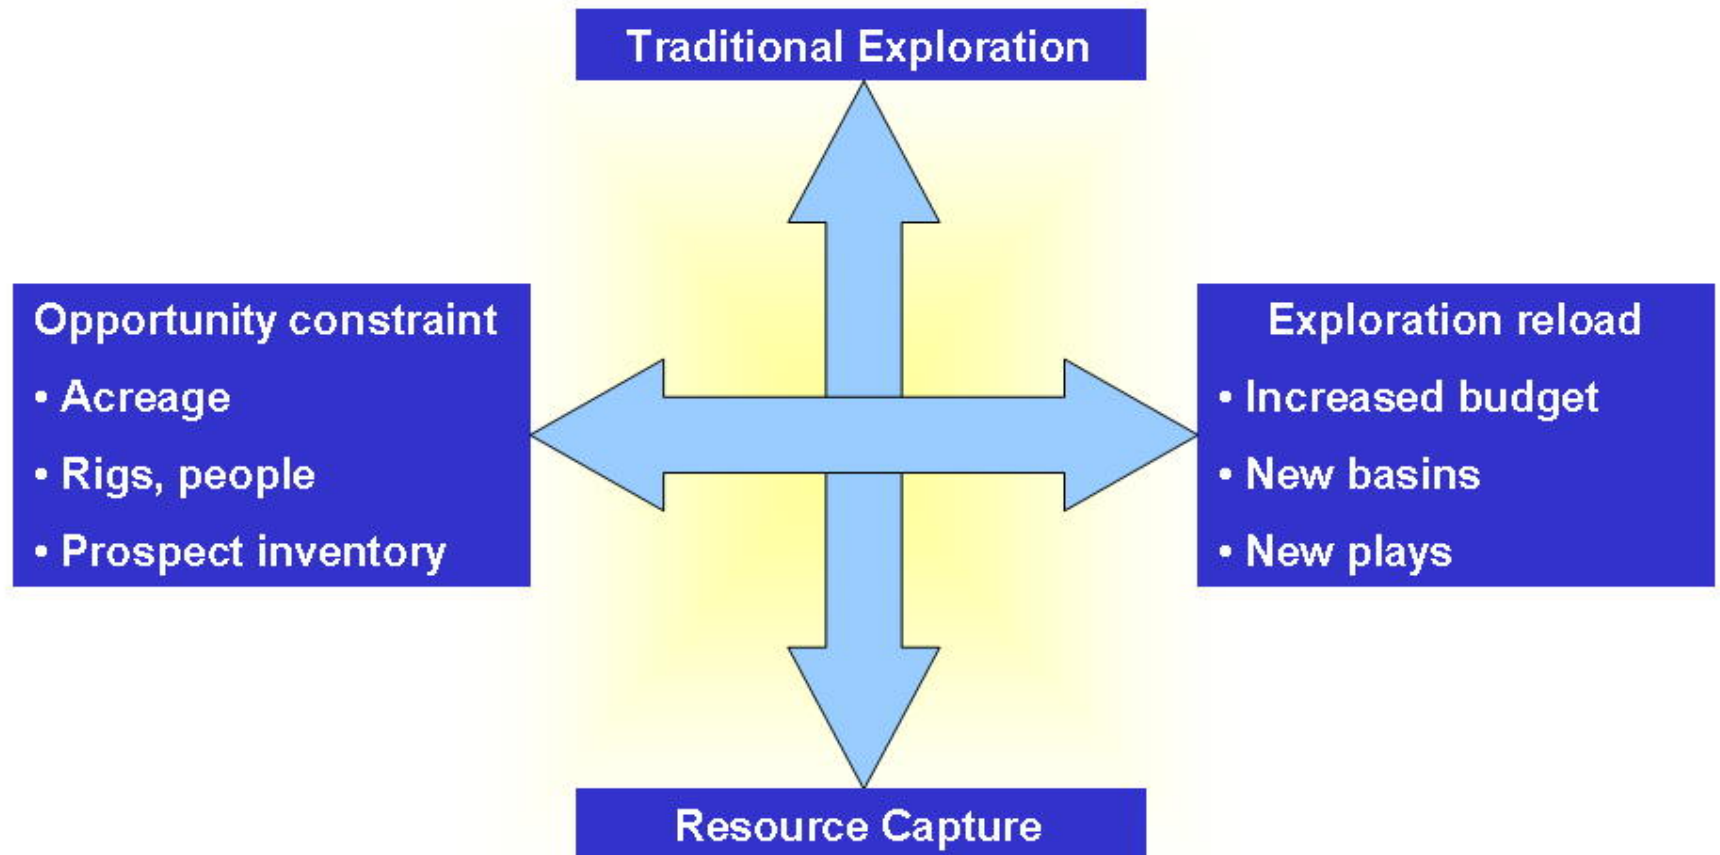 Traditional Exploration
Opportunity constraint
• Acreage
• Rigs, people
• Prospect inventory
Exploration reload
• Increased budget
• New basins
• New plays
Resource Capture